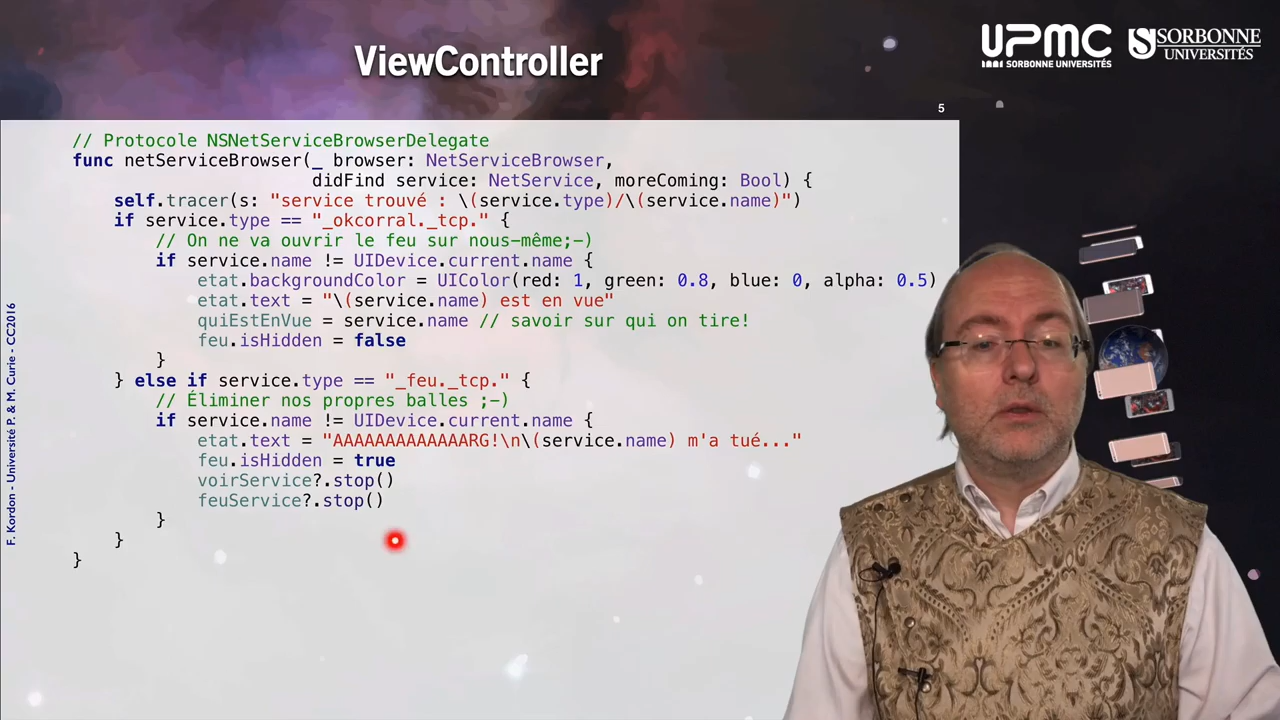 ViewController
UPMC
SORBONNE UNIVERSITÉS
SORBONNE
UNIVERSITÉS
5
// Protocole NSNetServiceBrowserDelegate
func netServiceBrowser(_ browser: NetServiceBrowser,
didFind service: NetService, moreComing: Bool) {
self.tracer(s: "service trouvé : \(service.type)/\(service.name)")
if service.type == "_okcorral._tcp." {
// On ne va ouvrir le feu sur nous-même;-)
if service.name != UIDevice.current.name {
etat.backgroundColor = UIColor(red: 1, green: 0.8, blue: 0, alpha: 0.5)
etat.text = "\(service.name) est en vue"
quiEstEnVue = service.name // savoir sur qui on tire!
feu.isHidden = false
}
} else if service.type == "_feu._tcp." {
// Éliminer nos propres balles ;-)
if service.name != UIDevice.current.name {
etat.text = "AAAAAAAAAAAAARG!\n\(service.name) m'a tué..."
feu.isHidden = true
voirService?.stop()
feuService?.stop()
}
}
}
F. Kordon - Université P. & M. Curie - CC2016